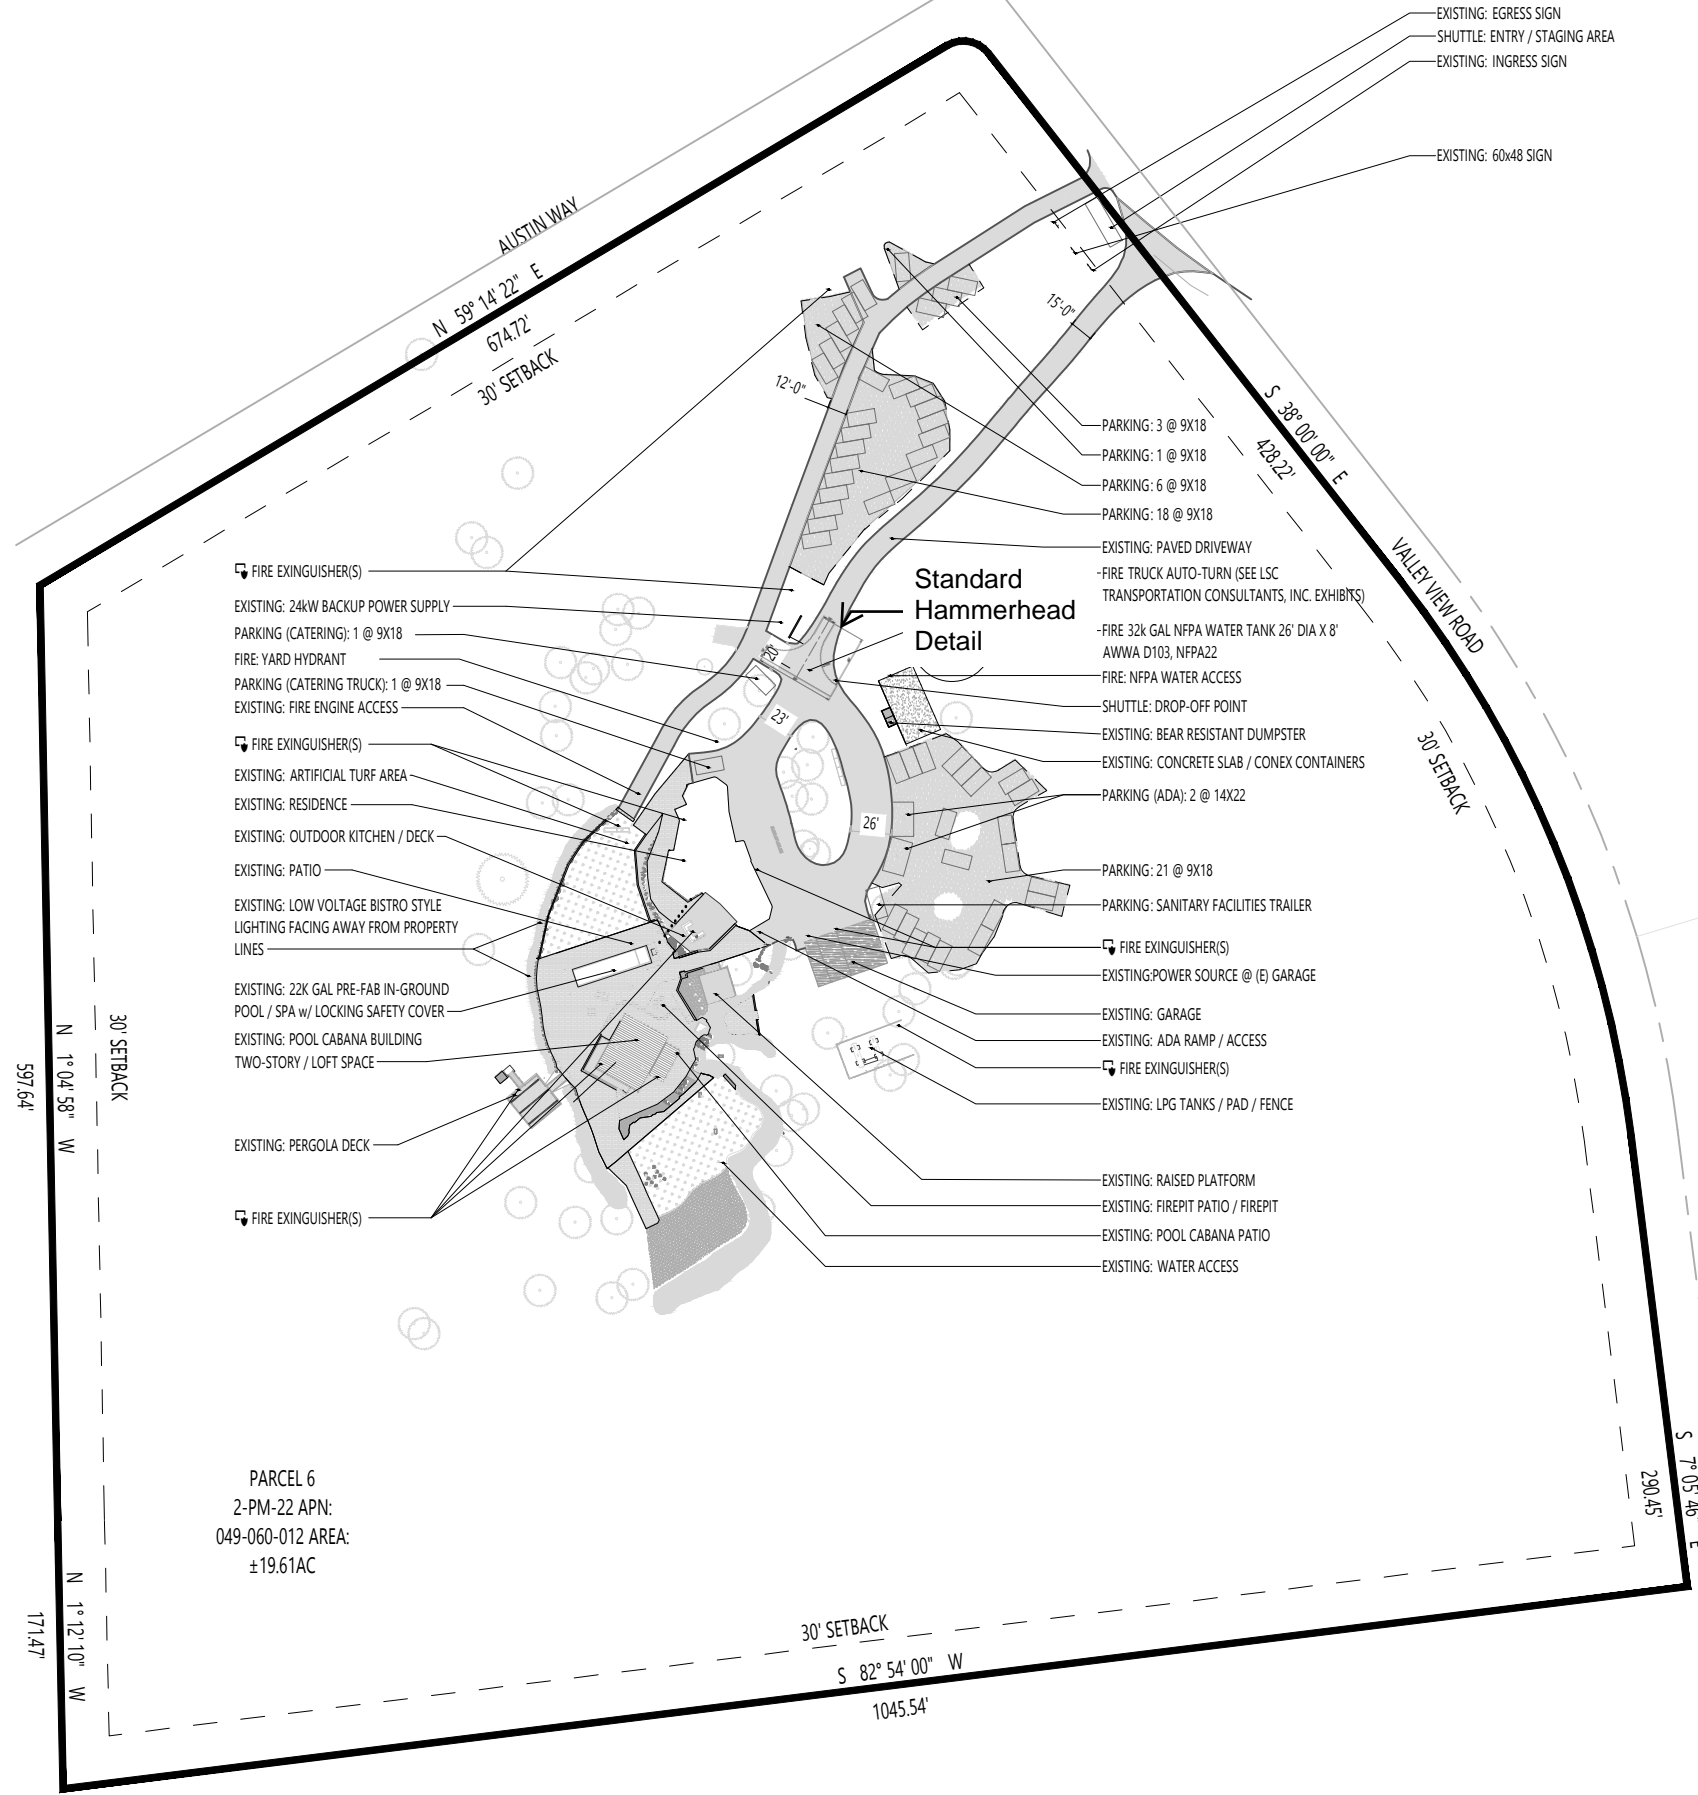 EXISTING: EGRESS SIGN
SHUTTLE: ENTRY / STAGING AREA
EXISTING: INGRESS SIGN
EXISTING: 60x48 SIGN
AUSTIN WAY
N 59° 14' 22" E
674.72'
30' SETBACK
15'-0"
12'-0"
S 38° 00' 00" E
428.22'
VALLEY VIEW ROAD
30' SETBACK
PARKING: 3 @ 9X18
PARKING: 1 @ 9X18
PARKING: 6 @ 9X18
PARKING: 18 @ 9X18
EXISTING: PAVED DRIVEWAY
FIRE TRUCK AUTO-TURN (SEE LSC
TRANSPORTATION CONSULTANTS, INC. EXHIBITS)
FIRE 32k GAL NFPA WATER TANK 26' DIA X 8'
AWWA D103, NFPA22
FIRE: NFPA WATER ACCESS
SHUTTLE: DROP-OFF POINT
EXISTING: BEAR RESISTANT DUMPSTER
EXISTING: CONCRETE SLAB / CONEX CONTAINERS
PARKING (ADA): 2 @ 14X22
PARKING: 21 @ 9X18
PARKING: SANITARY FACILITIES TRAILER
FIRE EXINGUISHER(S)
EXISTING:POWER SOURCE @ (E) GARAGE
EXISTING: GARAGE
EXISTING: ADA RAMP / ACCESS
FIRE EXINGUISHER(S)
EXISTING: LPG TANKS / PAD / FENCE
EXISTING: RAISED PLATFORM
EXISTING: FIREPIT PATIO / FIREPIT
EXISTING: POOL CABANA PATIO
EXISTING: WATER ACCESS
Standard
Hammerhead
Detail
20'
23'
26'
FIRE EXINGUISHER(S)
EXISTING: 24kW BACKUP POWER SUPPLY
PARKING (CATERING): 1 @ 9X18
FIRE: YARD HYDRANT
PARKING (CATERING TRUCK): 1 @ 9X18
EXISTING: FIRE ENGINE ACCESS
FIRE EXINGUISHER(S)
EXISTING: ARTIFICIAL TURF AREA
EXISTING: RESIDENCE
EXISTING: OUTDOOR KITCHEN / DECK
EXISTING: PATIO
EXISTING: LOW VOLTAGE BISTRO STYLE
LIGHTING FACING AWAY FROM PROPERTY
LINES
EXISTING: 22K GAL PRE-FAB IN-GROUND
POOL / SPA w/ LOCKING SAFETY COVER
EXISTING: POOL CABANA BUILDING
TWO-STORY / LOFT SPACE
EXISTING: PERGOLA DECK
FIRE EXINGUISHER(S)
30' SETBACK
N 1° 04' 58" W
597.64'
PARCEL 6
2-PM-22 APN:
049-060-012 AREA:
±19.61AC
N 1° 12' 10" W
171.47'
30' SETBACK
S 82° 54' 00" W
1045.54'
S 7° 05' 46" E
290.45'